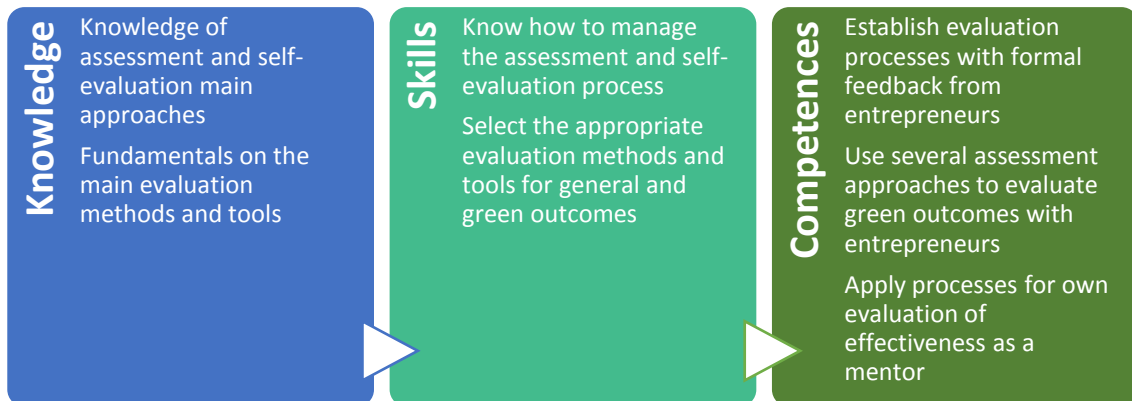 Knowledge
Knowledge of
assessment and self-
evaluation main
approaches
Fundamentals on the
main evaluation
methods and tools
Skills
Know how to manage
the assessment and self-
evaluation process
Select the appropriate
evaluation methods and
tools for general and
green outcomes
Competences
Establish evaluation
processes with formal
feedback from
entrepreneurs
Use several assessment
approaches to evaluate
green outcomes with
entrepreneurs
Apply processes for own
evaluation of
effectiveness as a
mentor